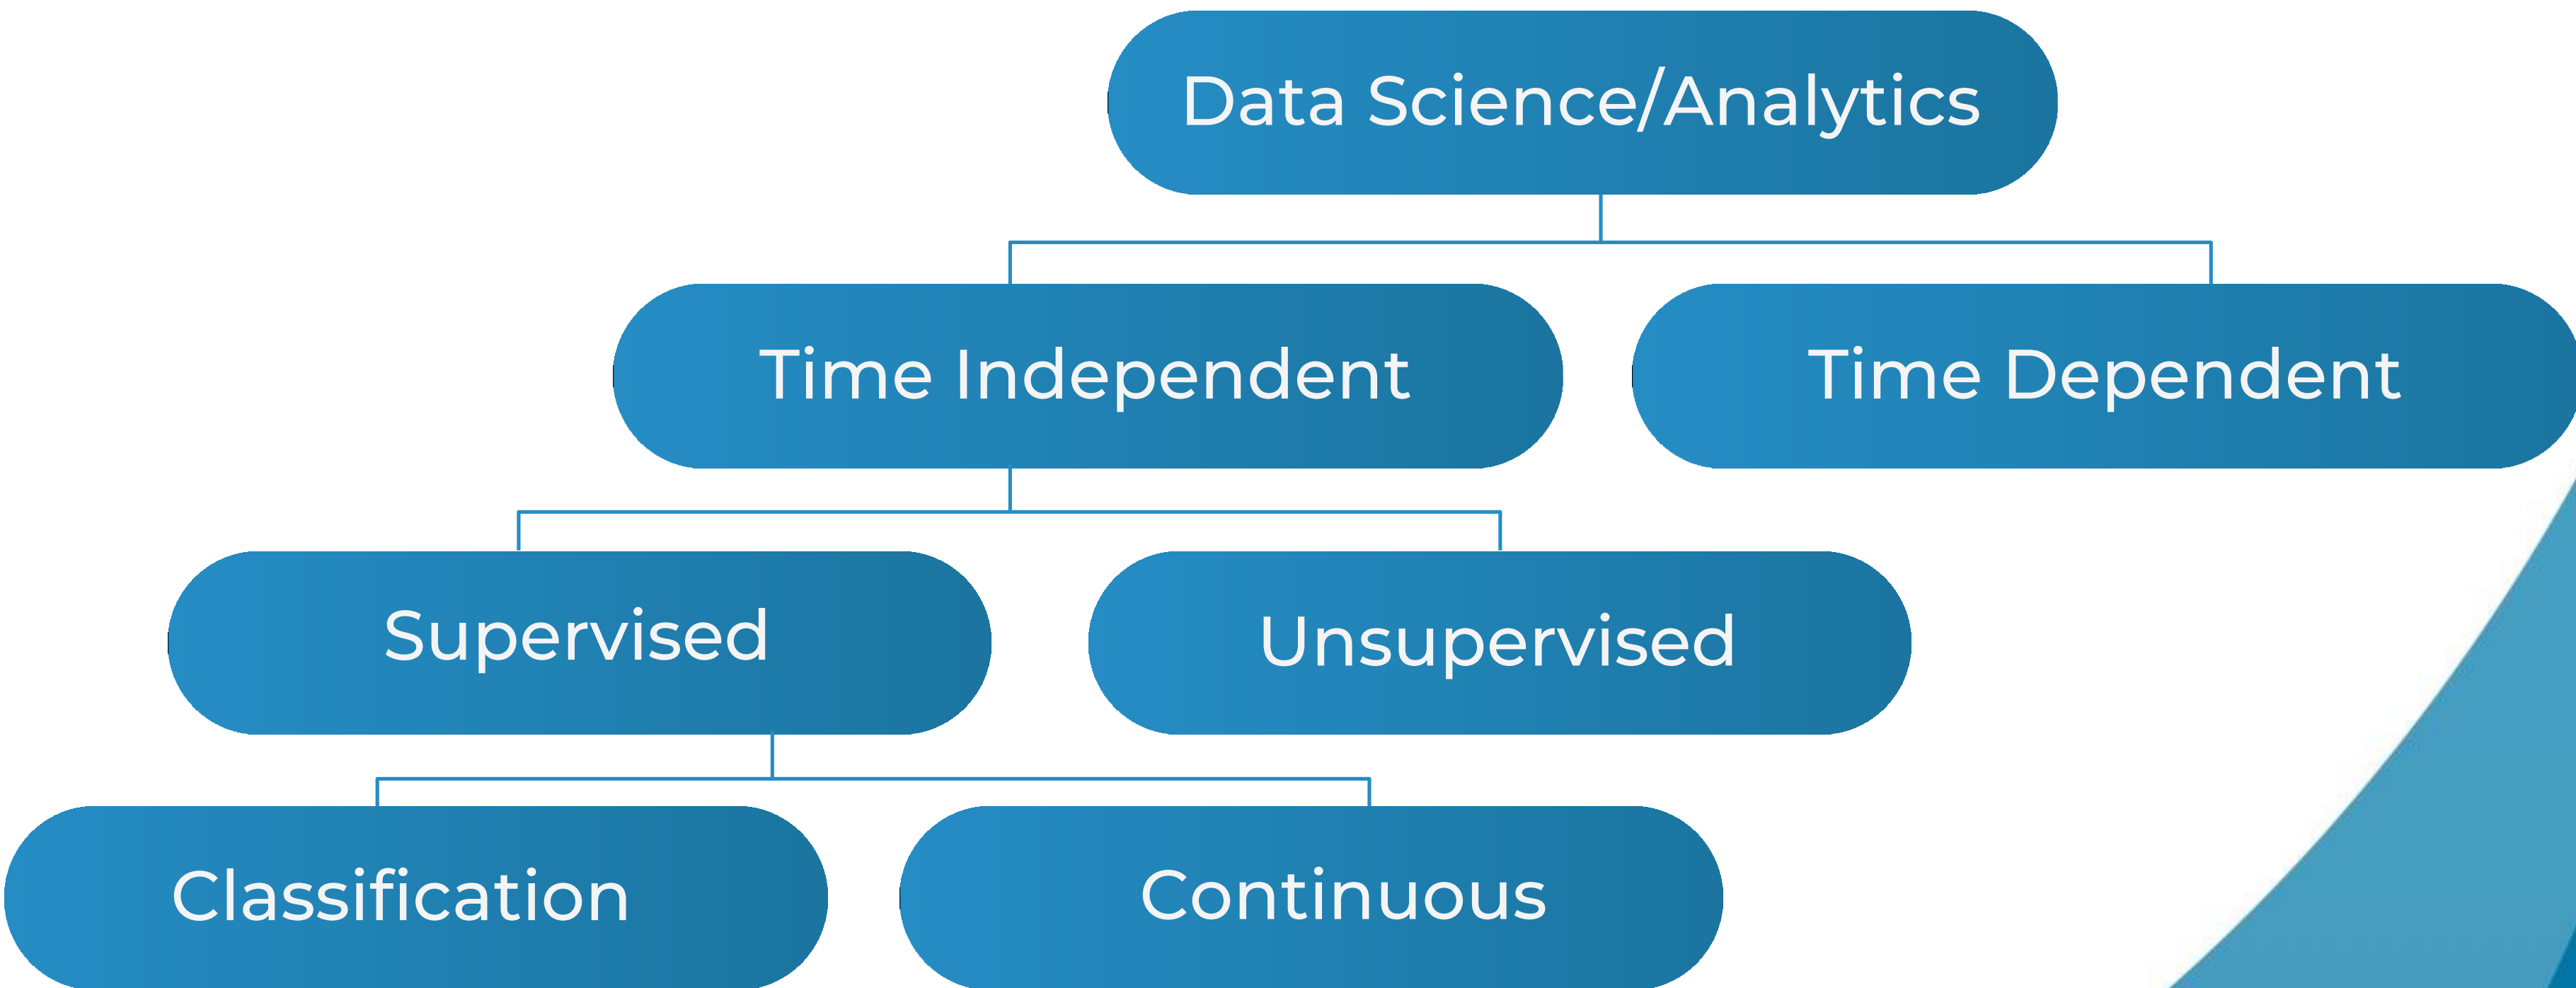 Data Science/Analytics
Time Independent
Time Dependent
Supervised
Unsupervised
Classification
Continuous